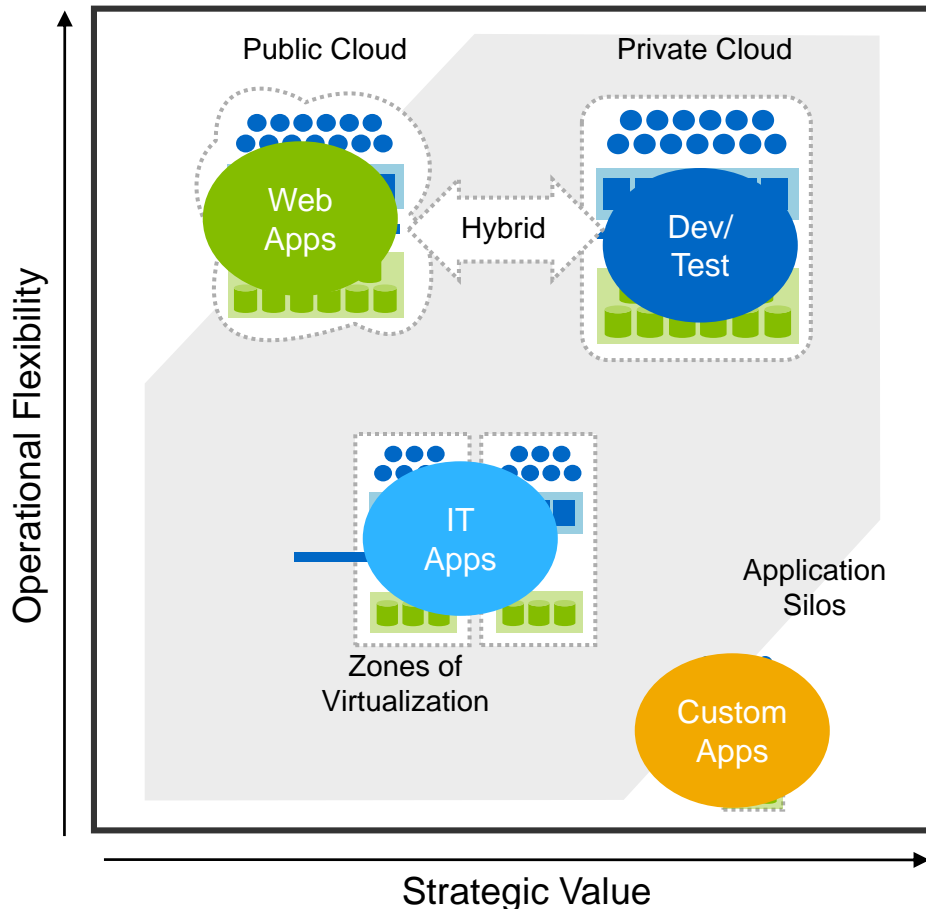 Public Cloud
Private Cloud
Web
Apps
Hybrid
Dev/
Test
Operational Flexibility
IT
Apps
Application
Silos
Zones of
Virtualization
Custom
Apps
Strategic Value